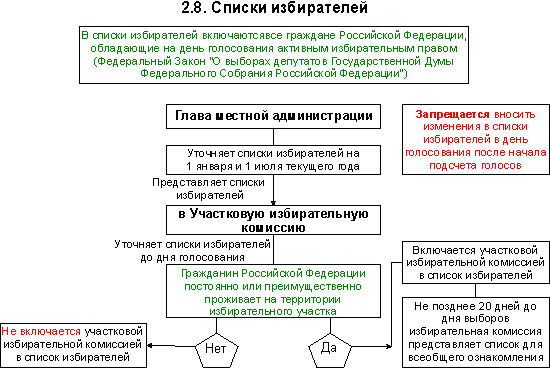 2.8. Списки избирателей
В списки избирателей включаютсявсе граждане Российской Федерации,
обладающие на день голосования активным избирательным правом
(Федеральный Закон "О выборах депутатов Государственной Думы
Федерального Собрания Российской Федерации")
Глава местной администрации
Запрещается вносить
изменения в списки
избирателей в день
голосования после начала
подсчета голосов
Уточняет списки избирателей на
1 января и 1 июля текущего года
Представляет списки
избирателей
в Участковую избирательную
комиссию
Уточняет списки избирателей
до дня голосования
Гражданин Российской Федерации
постоянно или преимущественно
проживает на территории
избирательного участка
Включается участковой
избирательной комиссией
в список избирателей
Не позднее 20 дней до
дня выборов
избирательная комиссия
представляет список для
всеобщего ознакомления
Не включается участковой
избирательной комиссией
в список избирателей
Нет
Да